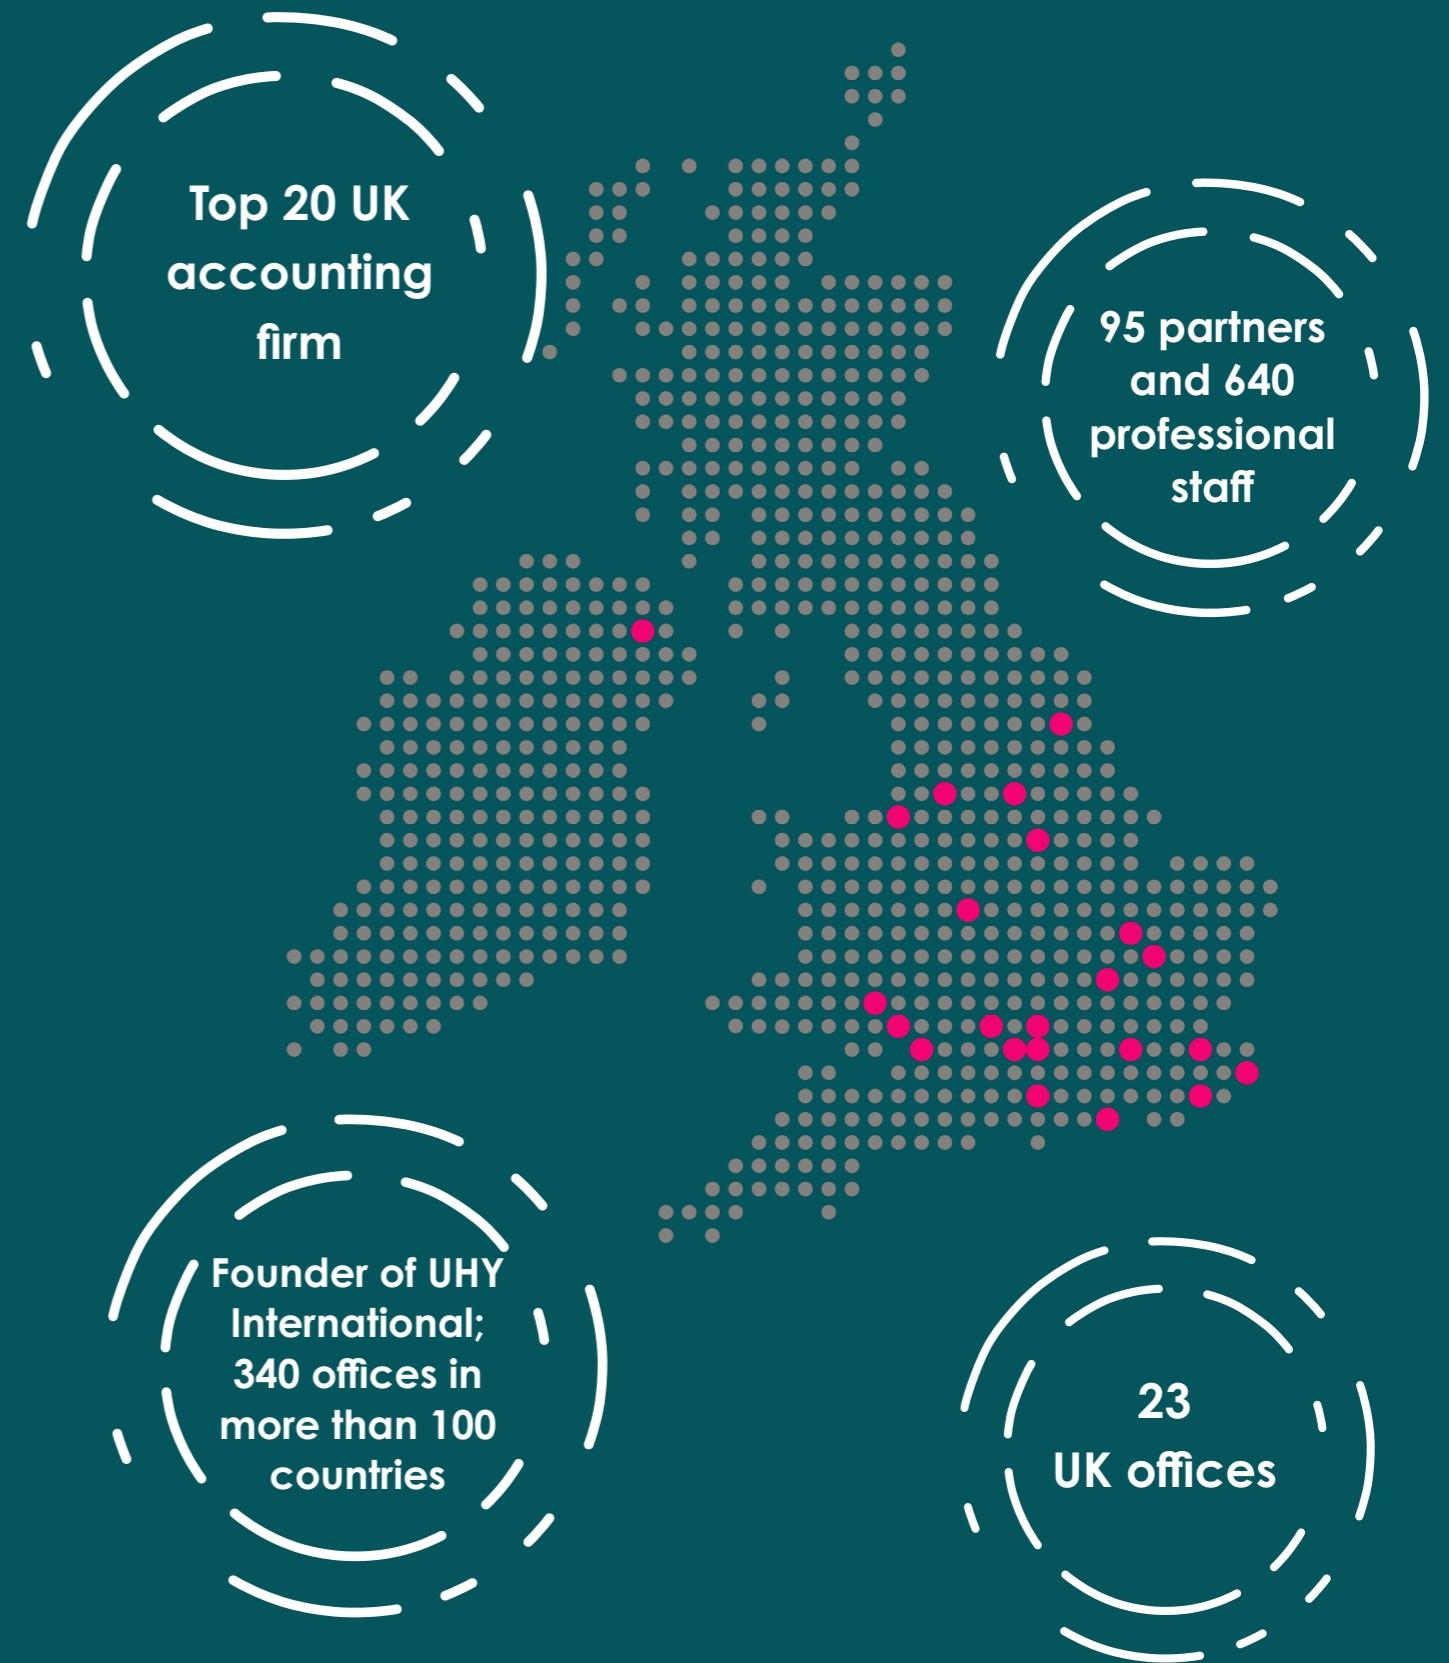 Top 20 UK
accounting
firm
95 partners
and 640
professional
staff
Founder of UHY
International;
340 offices in
more than 100
countries
23
UK offices